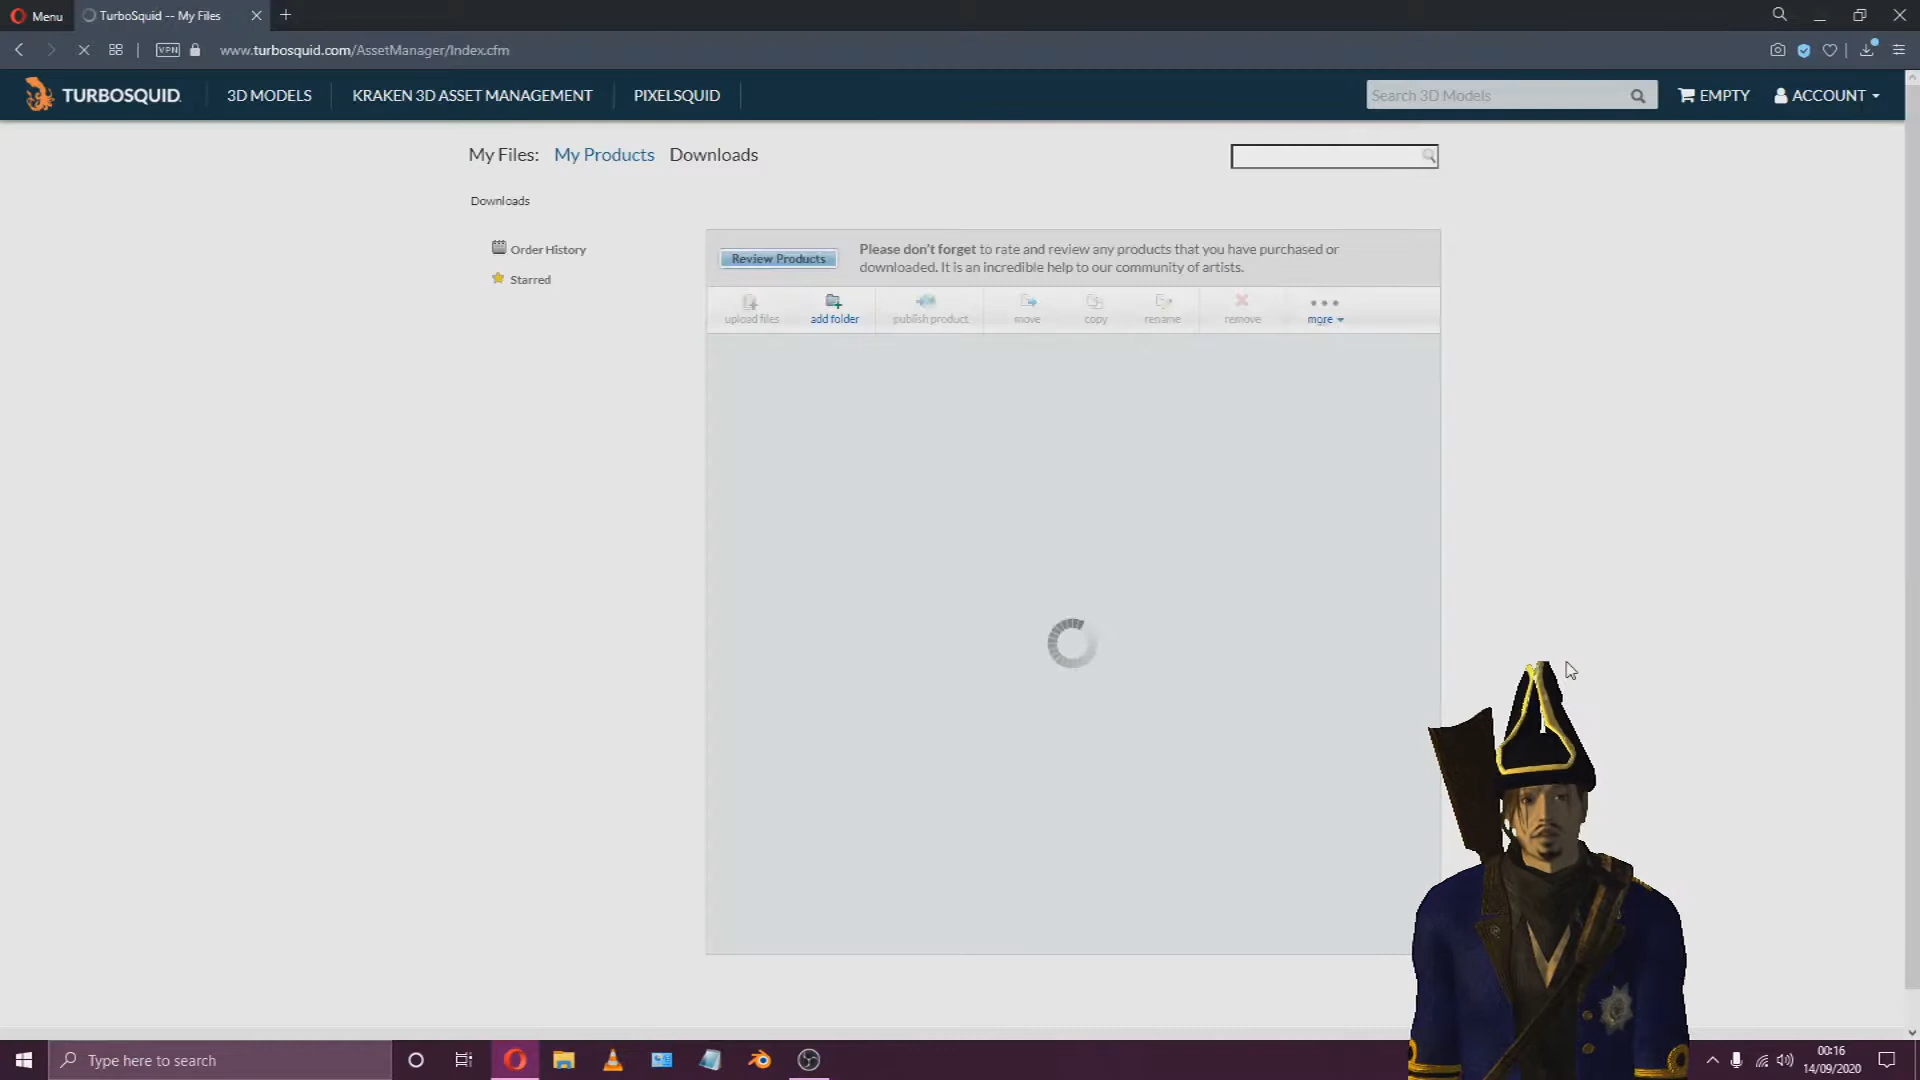 Menu
TurboSquid -- My Files
VPN
www.turbosquid.com/AssetManager/Index.cfm
TURBOSQUID
3D MODELS
KRAKEN 3D ASSET MANAGEMENT
PIXELSQUID
Search 3D Models
EMPTY
ACCOUNT
My Files: My Products Downloads
Downloads
Order History
Starred
Review Products
Please don't forget to rate and review any products that you have purchased or
downloaded. It is an incredible help to our community of artists.
upload files
add folder
publish product
move
copy
rename
remove
more
Type here to search
00:16
14/09/2020